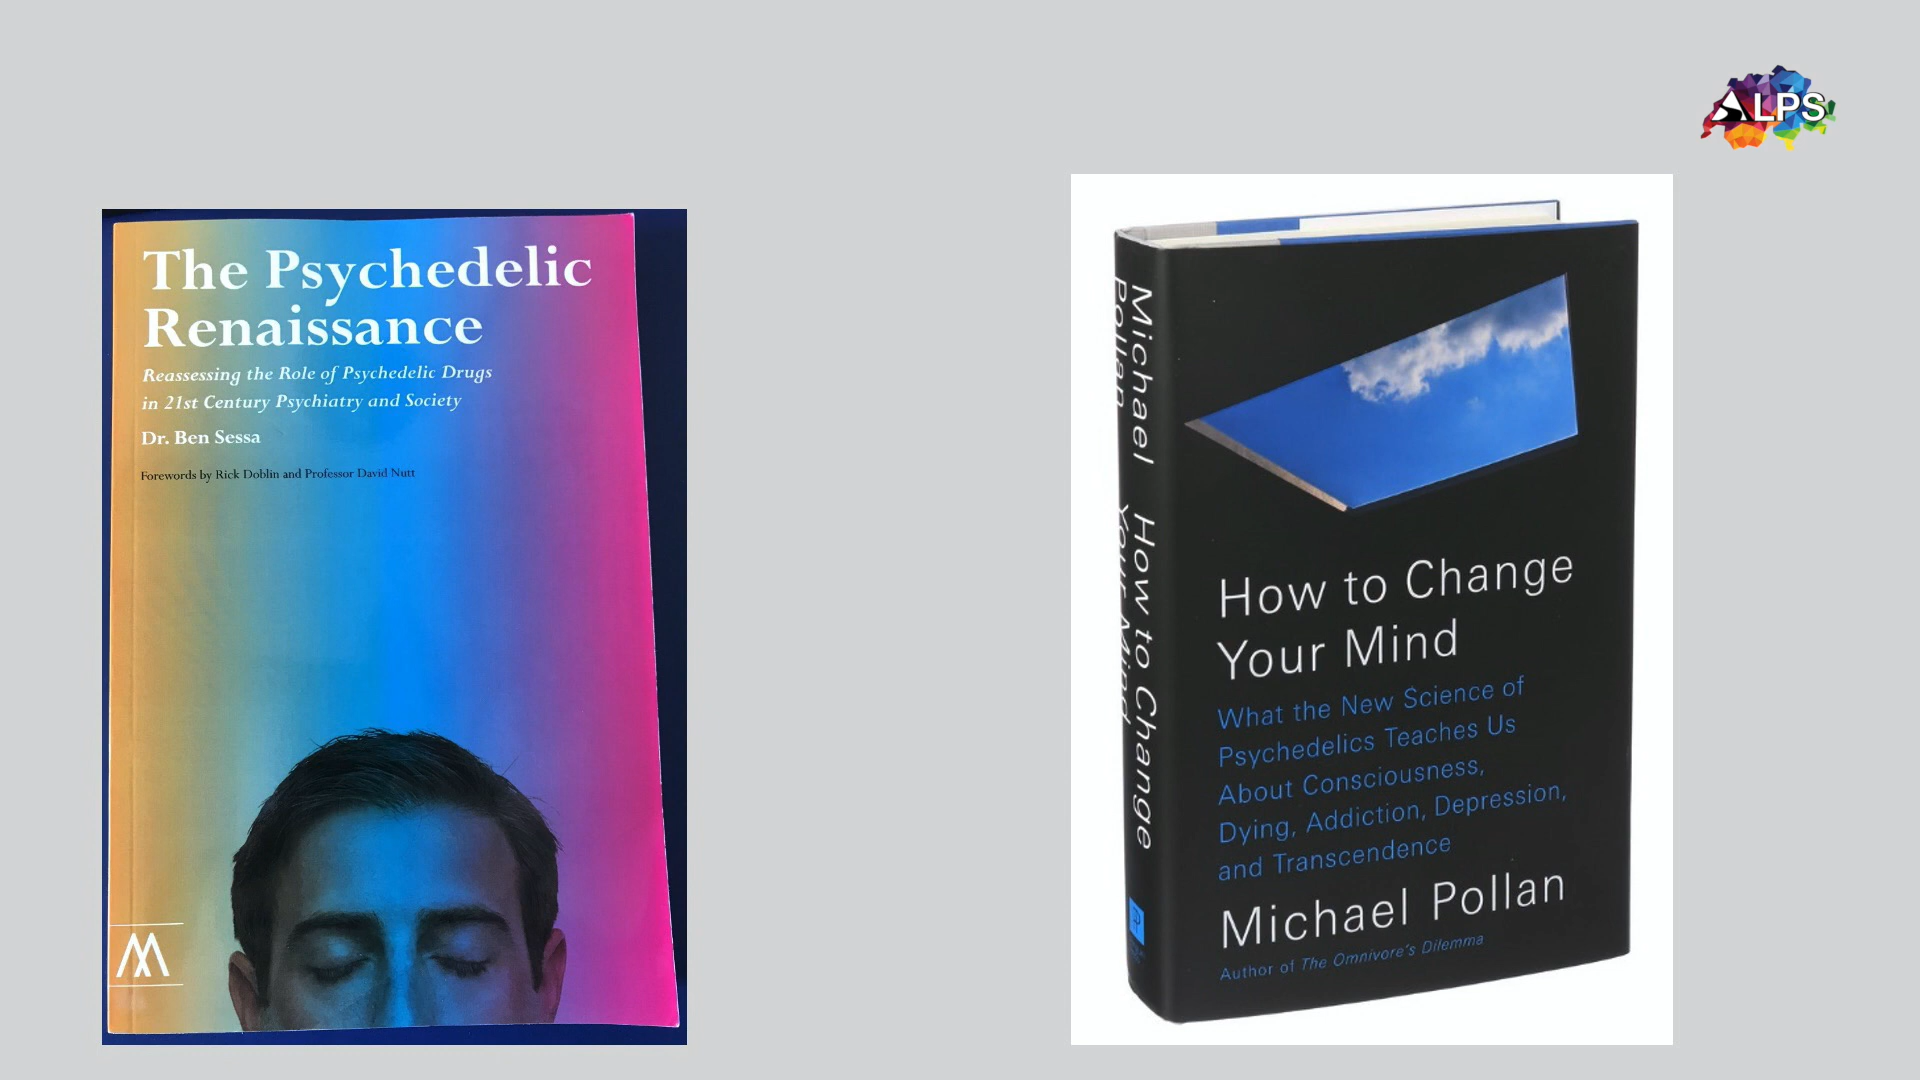 ALPS
The Psychedelic
Renaissance
Reassessing the Role of Psychedelic Drugs
in 21st Century Psychiatry and Society
Dr. Ben Sessa
Forewords by Rick Doblin and Professor David Nutt
Michael
Pollan
How to Change
Your Mind
How to Change
Your Mind
What the New Science of
Psychedelics Teaches Us
About Consciousness,
Dying, Addiction, Depression,
and Transcendence
Michael Pollan
Author of The Omnivore's Dilemma